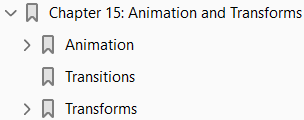 Chapter 15: Animation and Transforms
Animation
Transitions
Transforms